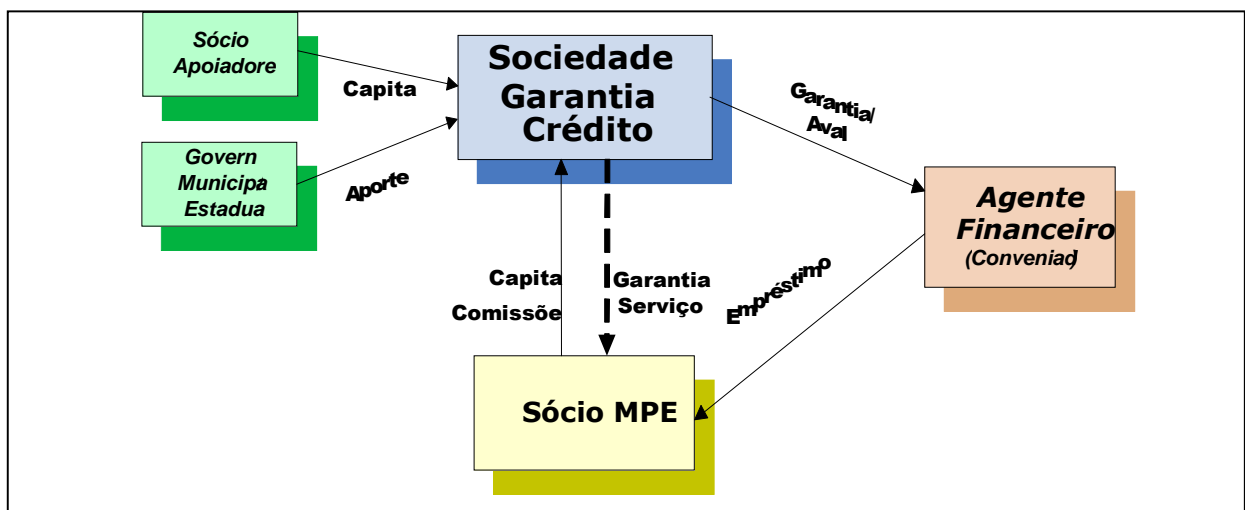 Sócio
Apoiadore
Capita
Govern
Municipa/
Estadua
Aporte
Sociedade
Garantia
Crédito
Garantia/
Aval
Agente
Financeiro
(Conveniad)
Capita
Comissõe
Garantia
Serviço
Empréstimo
Sócio MPE